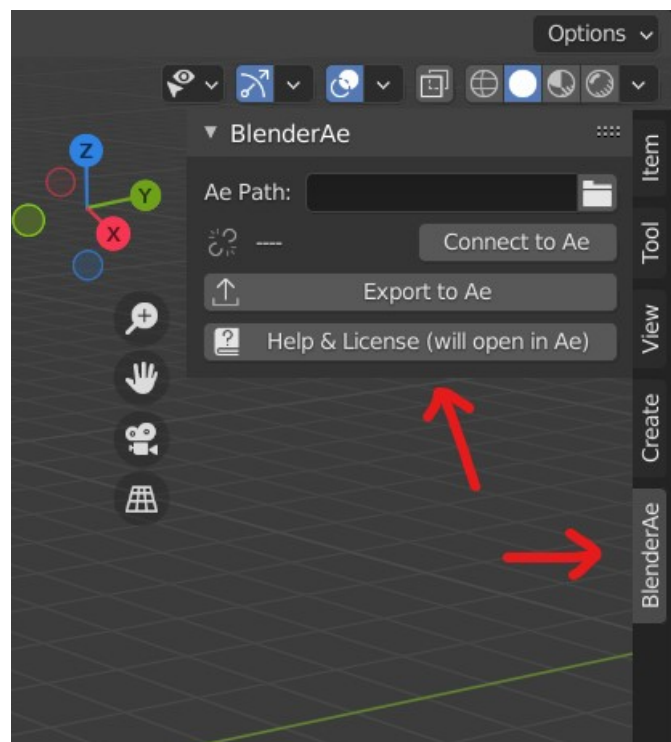 Options
BlenderAe
Ae Path:
---- Connect to Ae
Export to Ae
Help & License (will open in Ae)
Z
Y
X
Item
Tool
View
Create
BlenderAe